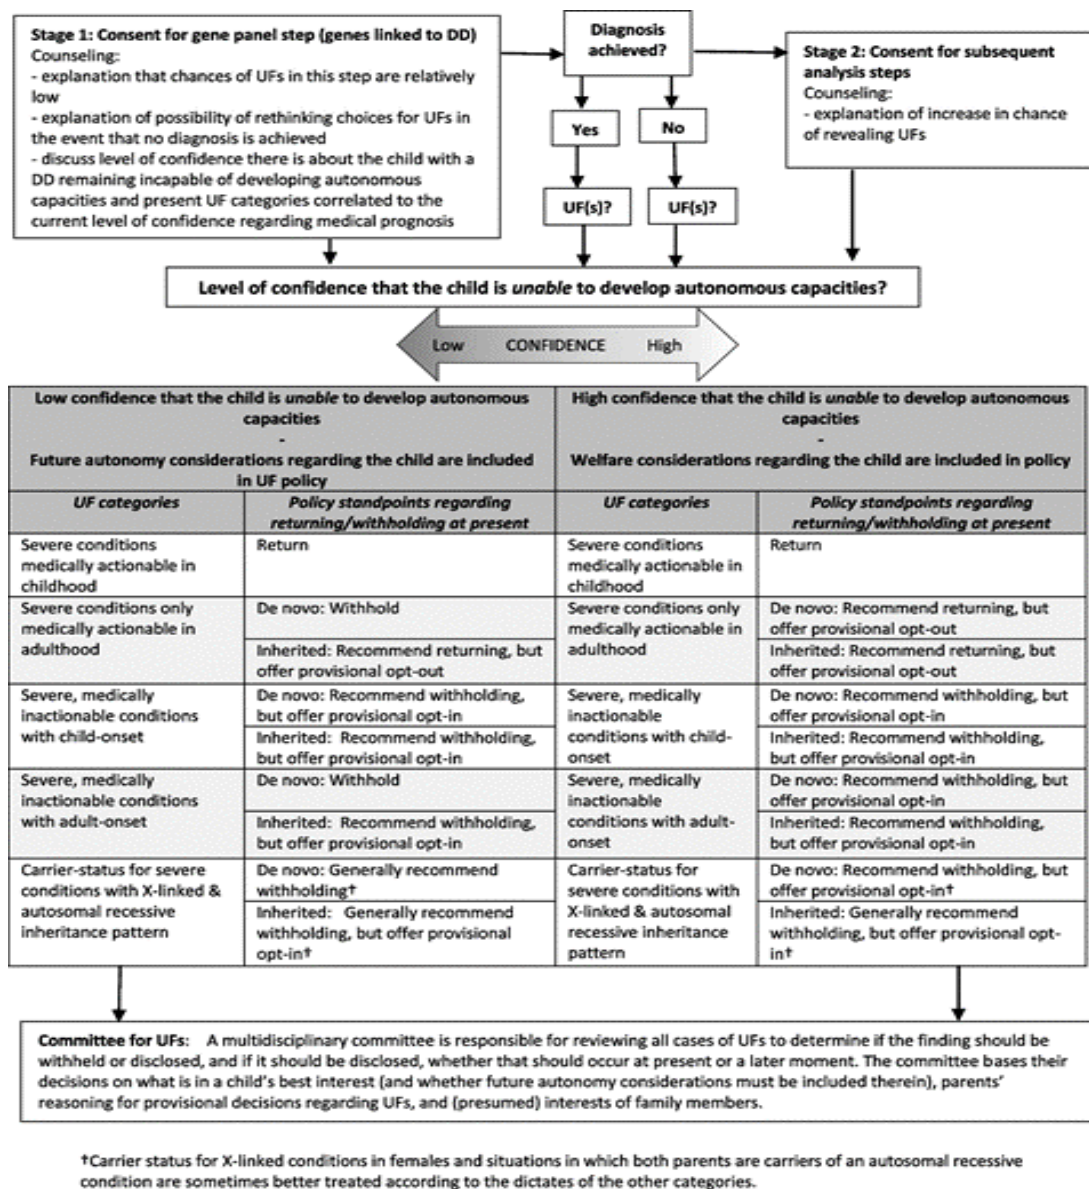 Stage 1: Consent for gene panel step (genes linked to DD)
Counseling:
- explanation that chances of UFs in this step are relatively
low
- explanation of possibility of rethinking choices for UFs in
the event that no diagnosis is achieved
- discuss level of confidence there is about the child with a
DD remaining incapable of developing autonomous
capacities and present UF categories correlated to the
current level of confidence regarding medical prognosis
Diagnosis
achieved?
Yes
No
UF(s)?
UF(s)?
Stage 2: Consent for subsequent
analysis steps
Counseling:
- explanation of increase in chance
of revealing UFs
Level of confidence that the child is unable to develop autonomous capacities?
Low CONFIDENCE High
Low confidence that the child is unable to develop autonomous
capacities
-
Future autonomy considerations regarding the child are included
in UF policy
High confidence that the child is unable to develop autonomous
capacities
-
Welfare considerations regarding the child are included in policy
UF categories
Policy standpoints regarding
returning/withholding at present
UF categories
Policy standpoints regarding
returning/withholding at present
Severe conditions
medically actionable in
childhood
Return
Severe conditions
medically actionable in
childhood
Return
Severe conditions only
medically actionable in
adulthood
De novo: Withhold
Inherited: Recommend returning, but
offer provisional opt-out
Severe conditions only
medically actionable in
adulthood
De novo: Recommend returning, but
offer provisional opt-out
Inherited: Recommend returning, but
offer provisional opt-out
Severe, medically
inactionable conditions
with child-onset
De novo: Recommend withholding,
but offer provisional opt-in
Inherited: Recommend withholding,
but offer provisional opt-in
Severe, medically
inactionable
conditions with child-
onset
De novo: Recommend withholding, but
offer provisional opt-in
Inherited: Recommend withholding,
but offer provisional opt-in
Severe, medically
inactionable conditions
with adult-onset
De novo: Withhold
Inherited: Recommend withholding,
but offer provisional opt-in
Severe, medically
inactionable
conditions with adult-
onset
De novo: Recommend withholding, but
offer provisional opt-in
Inherited: Recommend withholding,
but offer provisional opt-in
Carrier-status for severe
conditions with X-linked &
autosomal recessive
inheritance pattern
De novo: Generally recommend
withholding†
Inherited: Generally recommend
withholding, but offer provisional
opt-in†
Carrier-status for
severe conditions with
X-linked & autosomal
recessive inheritance
pattern
De novo: Recommend withholding,
but offer provisional opt-in†
Inherited: Generally recommend
withholding, but offer provisional opt-
in†
Committee for UFs: A multidisciplinary committee is responsible for reviewing all cases of UFs to determine if the finding should be
withheld or disclosed, and if it should be disclosed, whether that should occur at present or a later moment. The committee bases their
decisions on what is in a child's best interest (and whether future autonomy considerations must be included therein), parents'
reasoning for provisional decisions regarding UFs, and (presumed) interests of family members.
†Carrier status for X-linked conditions in females and situations in which both parents are carriers of an autosomal recessive
condition are sometimes better treated according to the dictates of the other categories.